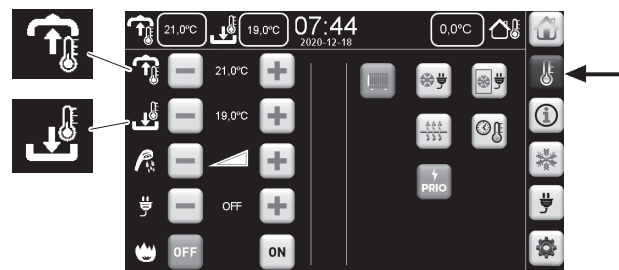 21,0°C 19,0°C 07:44 0,0°C
2020-12-18
21,0°C
19,0°C
OFF
PRIO
OFF ON